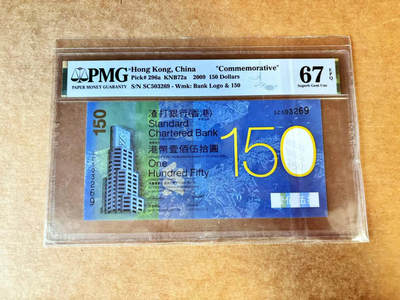 PMG
PAPER MONEY GUARANTY
Hong Kong, China "Commemorative"
Pick# 296a KNB72a 2009 150 Dollars
S/N SC503269 - Wmk: Bank Logo & 150
67 EPQ
Superb Gem Unc
150
渣打銀行(香港)
Standard
Chartered Bank
港幣壹佰伍拾圓
One
Hundred Fifty
SC503269
150